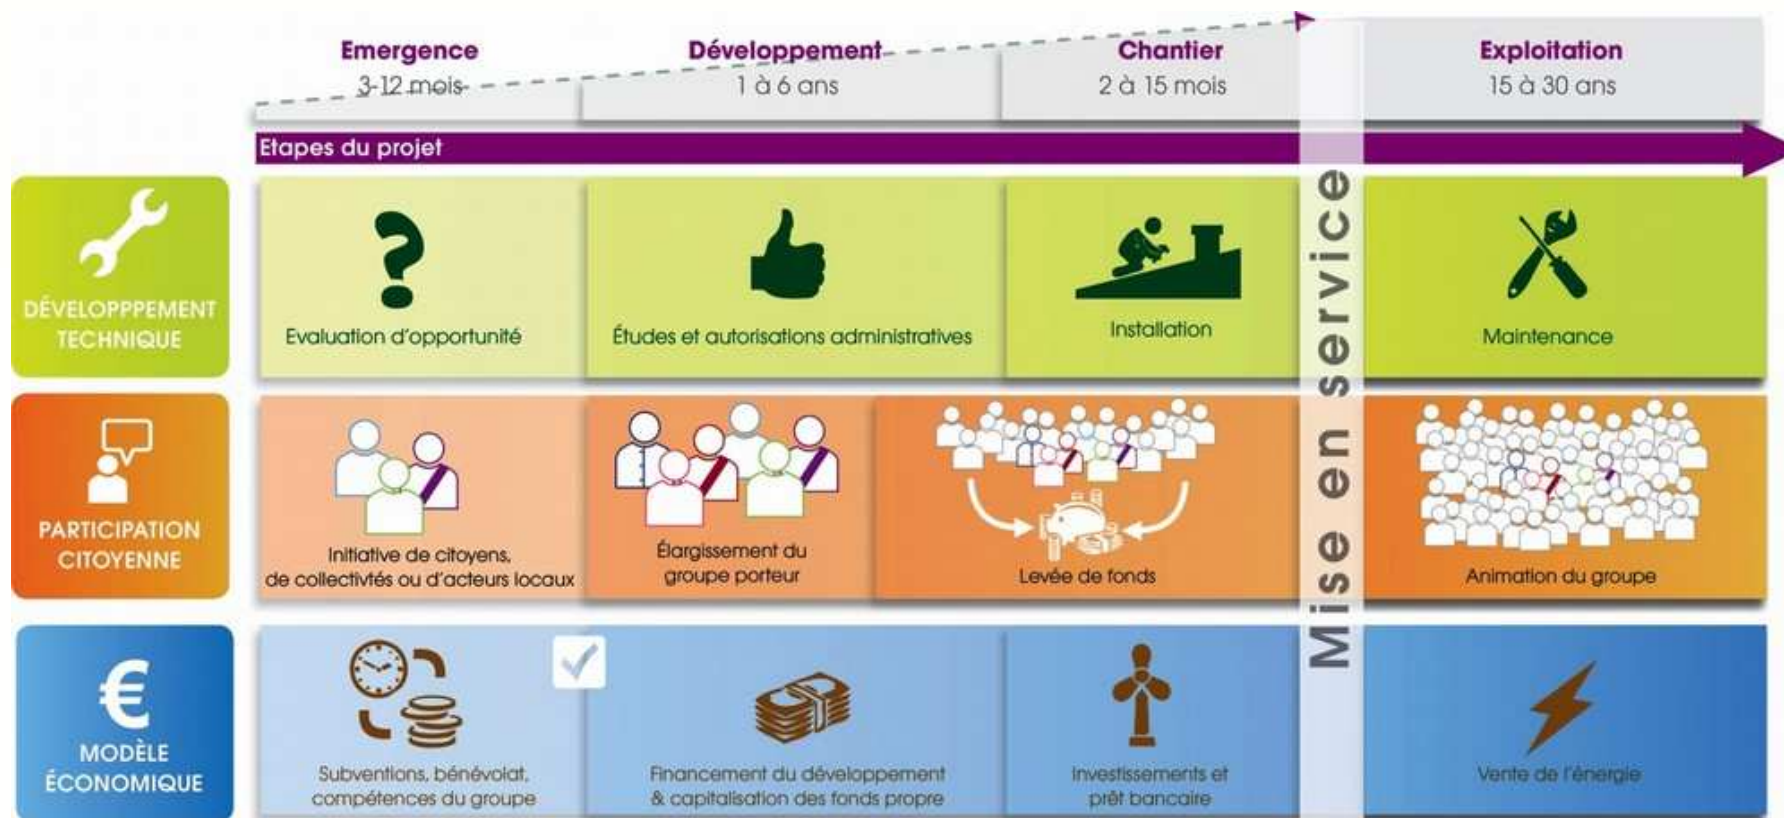 Emergence
3-12 mois
Développement
1 à 6 ans
Chantier
2 à 15 mois
Exploitation
15 à 30 ans
Etapes du projet
DÉVELOPPPEMENT
TECHNIQUE
Evaluation d'opportunité
Études et autorisations administratives
Installation
Maintenance
Mise en service
PARTICIPATION
CITOYENNE
Initiative de citoyens,
de collectivtés ou d'acteurs locaux
Élargissement du
groupe porteur
Levée de fonds
Animation du groupe
€
MODÈLE
ÉCONOMIQUE
Subventions, bénévolat,
compétences du groupe
Financement du développement
& capitalisation des fonds propre
Investissements et
prêt bancaire
Vente de l'énergie